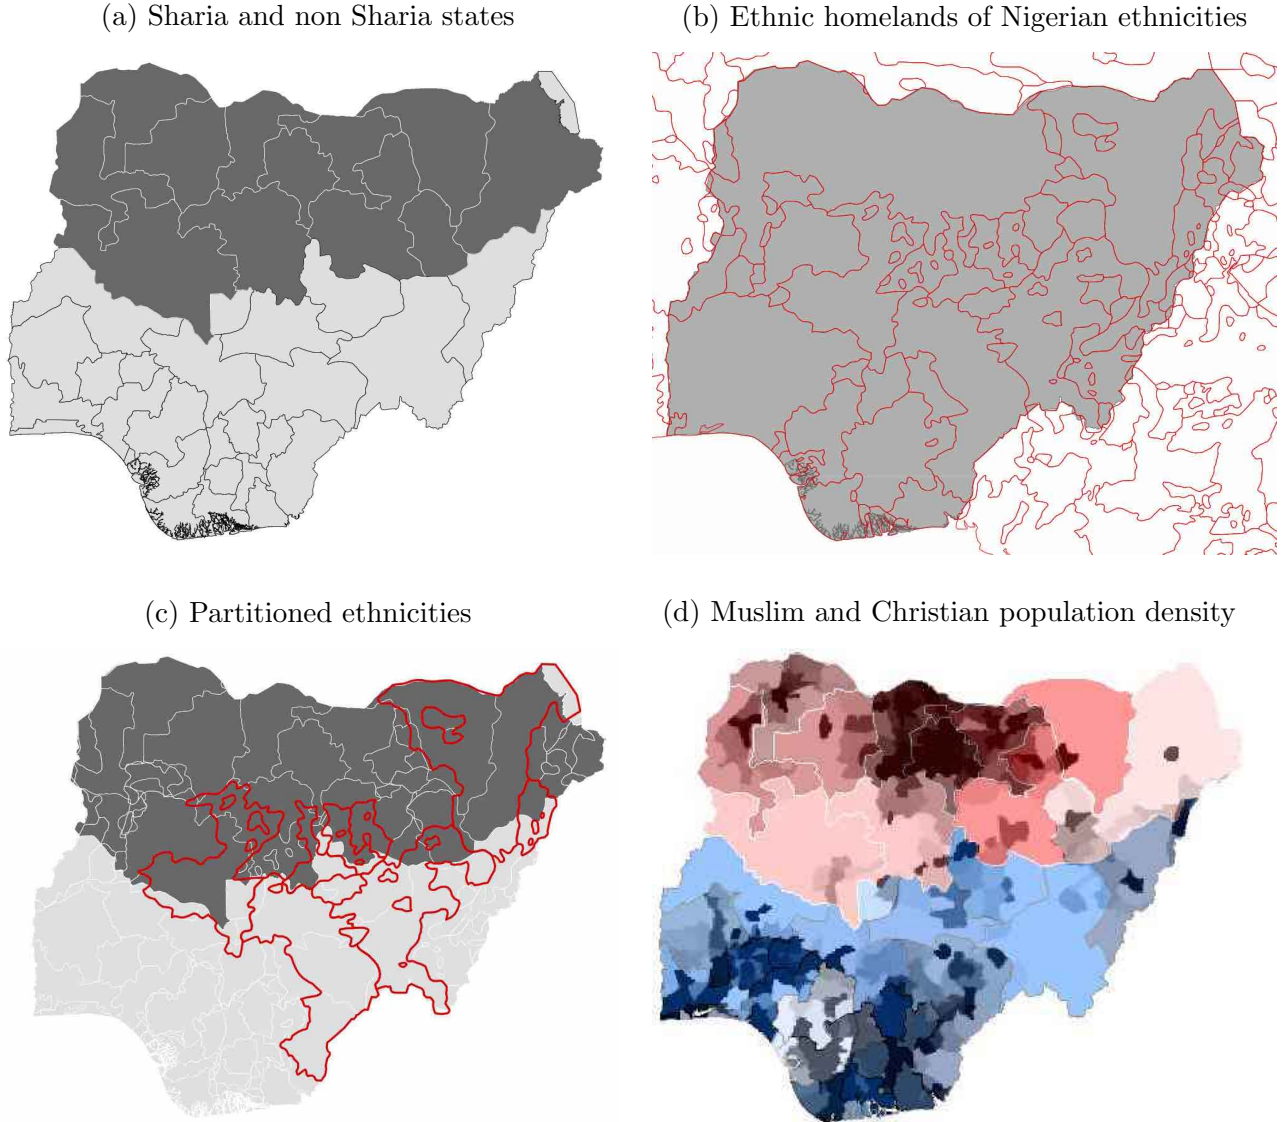 (a) Sharia and non Sharia states
(b) Ethnic homelands of Nigerian ethnicities
(c) Partitioned ethnicities
(d) Muslim and Christian population density